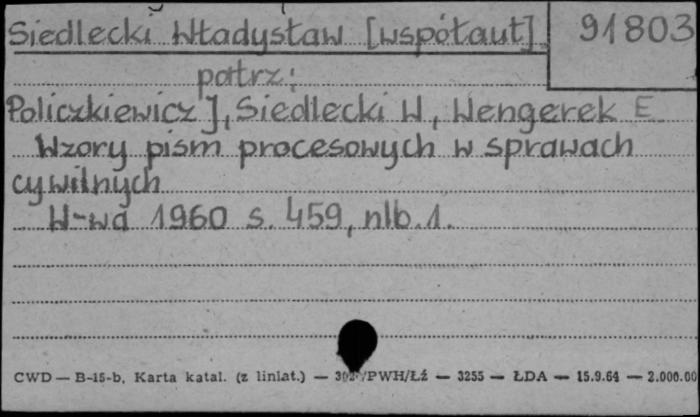 Siedlecki Władysław [współaut] 91803
patrz:
Policzkiewicz J, Siedlecki W, Wengerek E
Wzory pism procesowych w sprawach
cywilnych
W-wa 1960 s. 459, nlb. 1.
CWD — B-15-b, Karta katal. (z liniat.) — /PWH/Łź — 3255 — ŁDA — 15.9.64 — 2.000.00